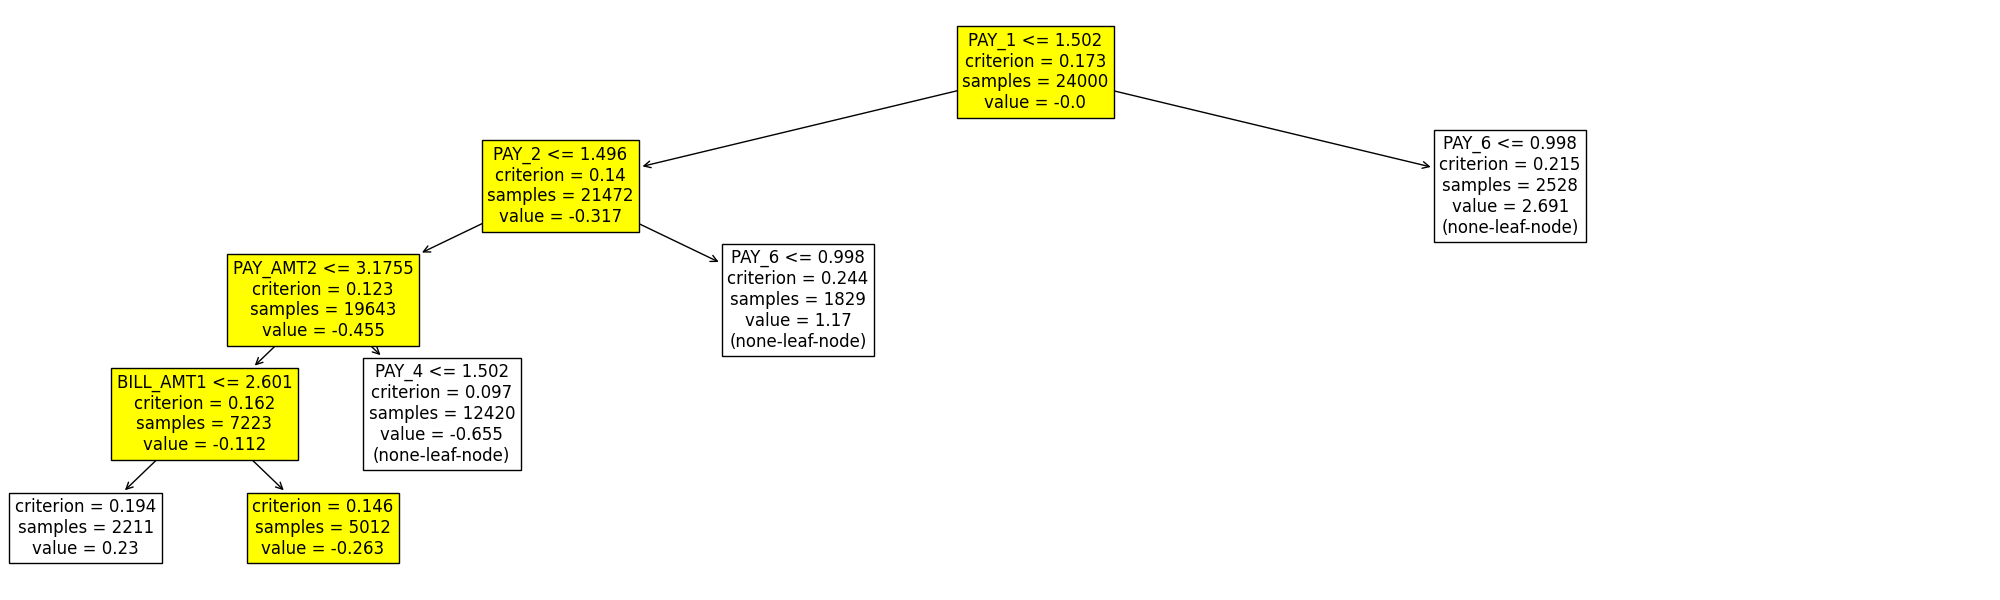 PAY_1 <= 1.502
criterion = 0.173
samples = 24000
value = -0.0
PAY_2 <= 1.496
criterion = 0.14
samples = 21472
value = -0.317
PAY_6 <= 0.998
criterion = 0.215
samples = 2528
value = 2.691
(none-leaf-node)
PAY_AMT2 <= 3.1755
criterion = 0.123
samples = 19643
value = -0.455
PAY_6 <= 0.998
criterion = 0.244
samples = 1829
value = 1.17
(none-leaf-node)
BILL_AMT1 <= 2.601
criterion = 0.162
samples = 7223
value = -0.112
PAY_4 <= 1.502
criterion = 0.097
samples = 12420
value = -0.655
(none-leaf-node)
criterion = 0.194
samples = 2211
value = 0.23
criterion = 0.146
samples = 5012
value = -0.263